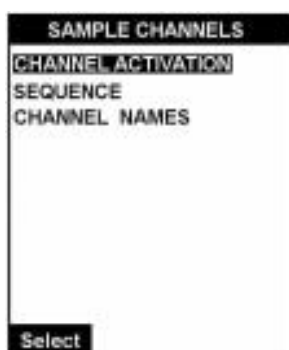 SAMPLE CHANNELS
CHANNEL ACTIVATION
SEQUENCE
CHANNEL NAMES
Select